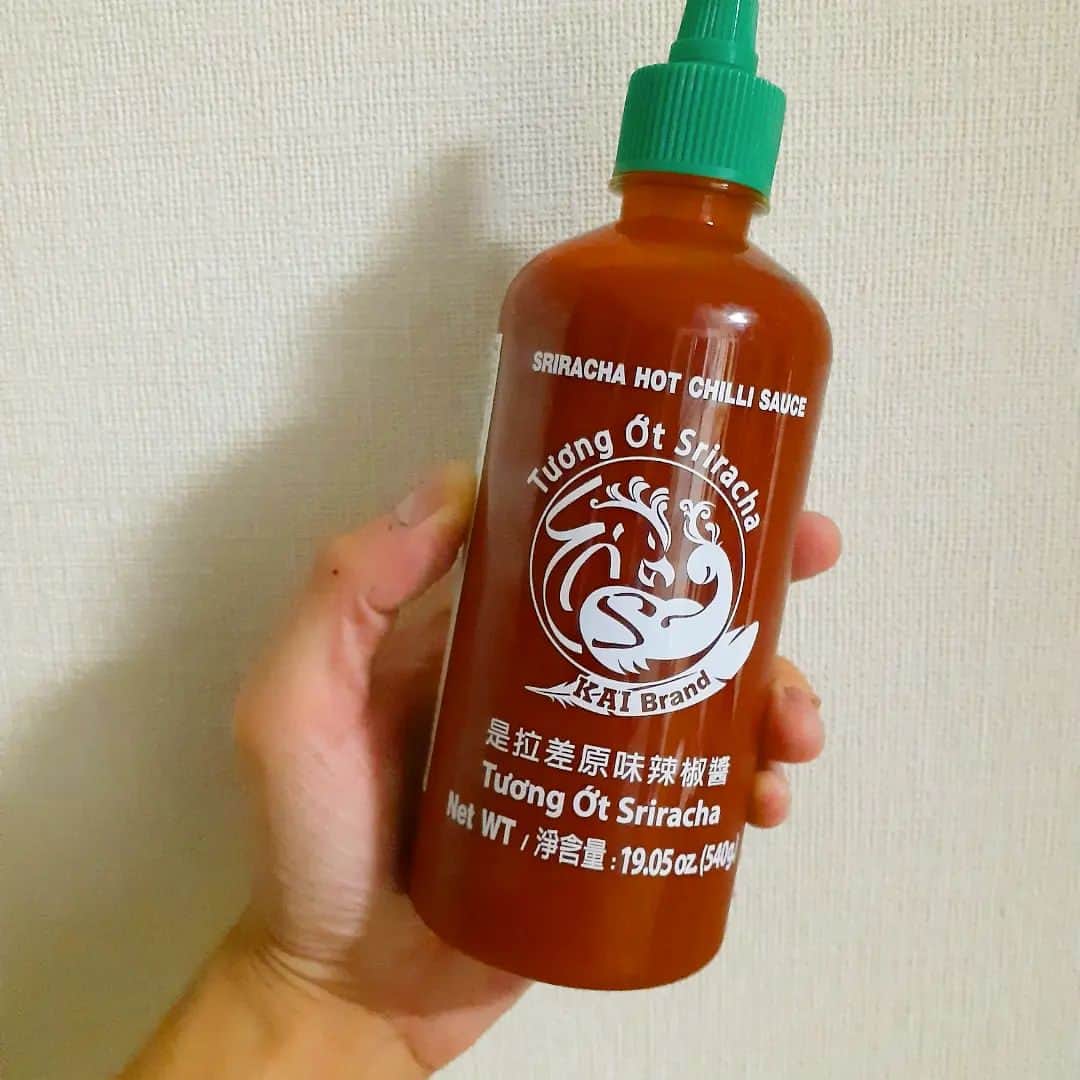 SRIRACHA HOT CHILLI SAUCE
Tương Ớt Sriracha
KAI Brand
是拉差原味辣椒醬
Tương Ớt Sriracha
Net WT / 淨含量 : 19.05 oz. (540g.)